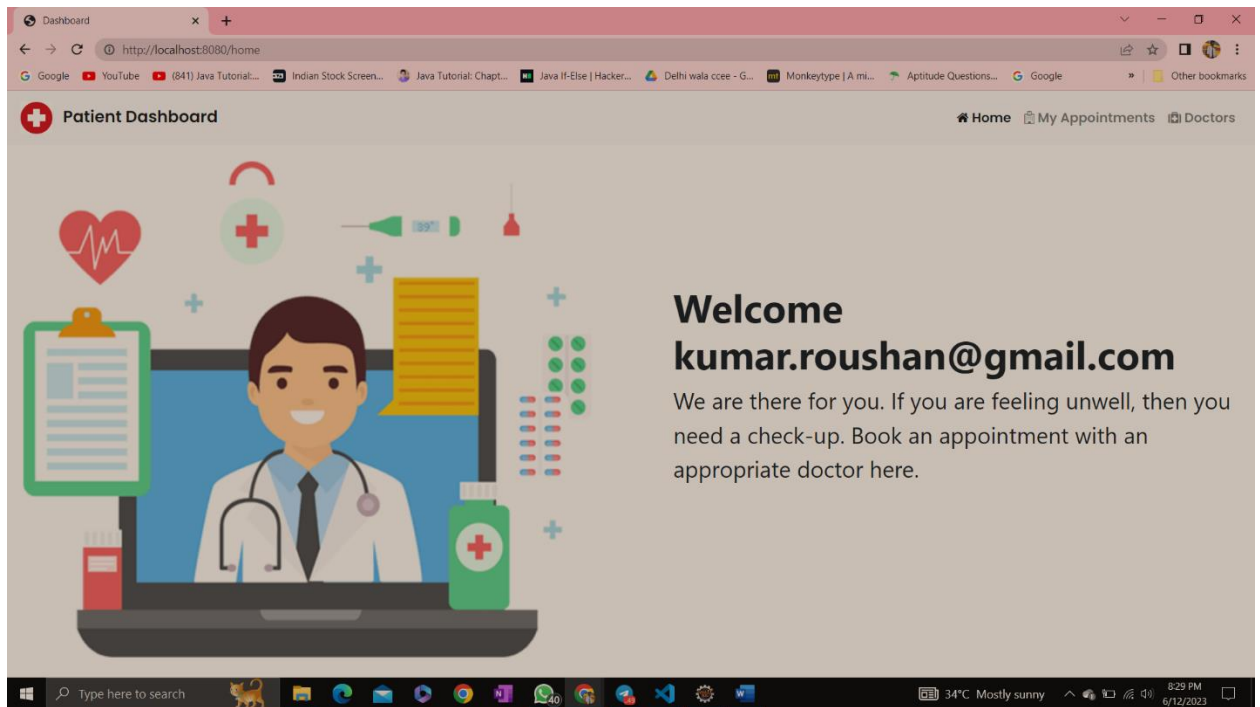 Dashboard
http://localhost:8080/home
Google YouTube (841) Java Tutorial:... Indian Stock Screen... Java Tutorial: Chapt... Java If-Else | Hacker... Delhi wala ccee - G... Monkeytype | A mi... Aptitude Questions... Google » Other bookmarks
Patient Dashboard
Home My Appointments Doctors
39°
Welcome
kumar.roushan@gmail.com
We are there for you. If you are feeling unwell, then you
need a check-up. Book an appointment with an
appropriate doctor here.
Type here to search
40
34°C Mostly sunny
8:29 PM
6/12/2023